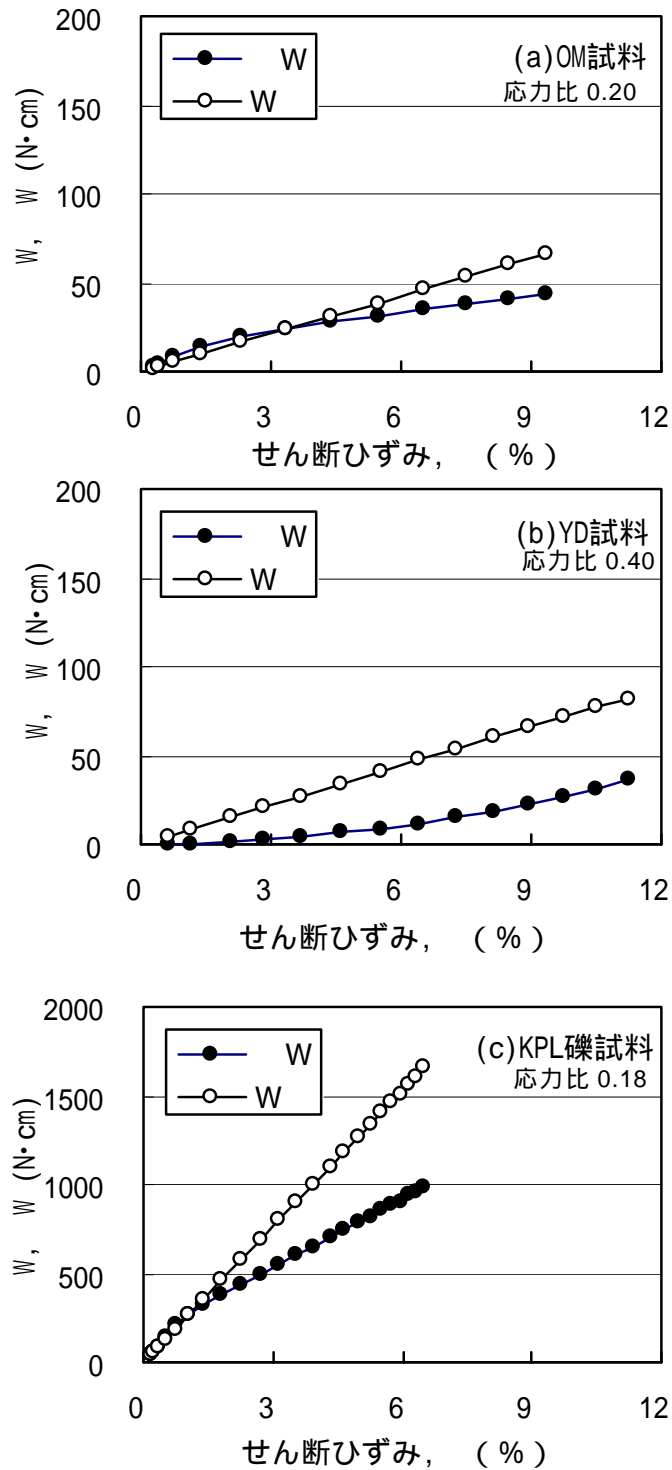 200
150
100
50
0
W, W (N・cm)
W
W
(a)OM試料
応力比 0.20
0 3 6 9 12
せん断ひずみ, (%)
200
150
100
50
0
W, W (N・cm)
W
W
(b)YD試料
応力比 0.40
0 3 6 9 12
せん断ひずみ, (%)
2000
1500
1000
500
0
W, W (N・cm)
W
W
(c)KPL礫試料
応力比 0.18
0 3 6 9 12
せん断ひずみ, (%)